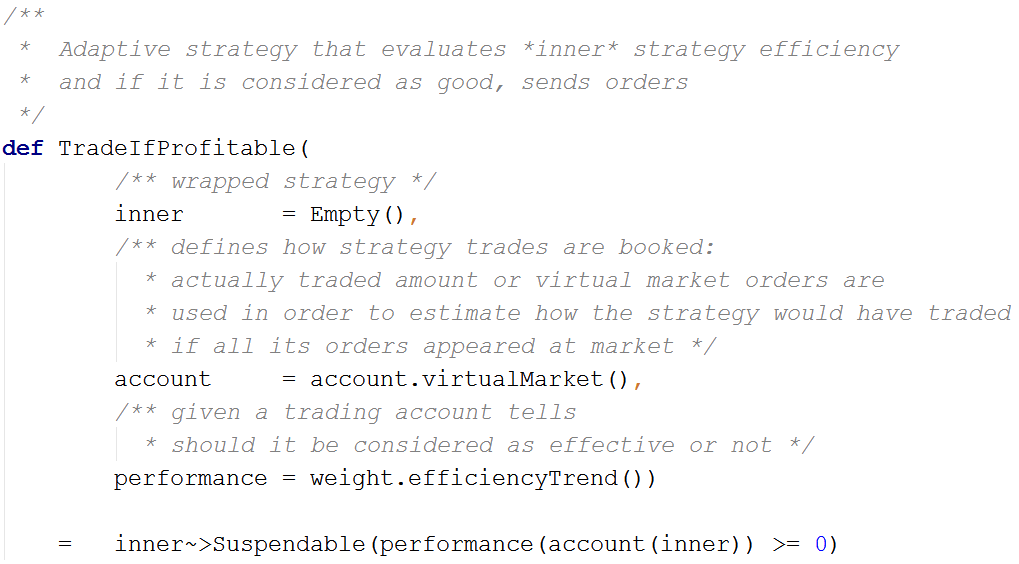 /**
 *  Adaptive strategy that evaluates *inner* strategy efficiency
 *  and if it is considered as good, sends orders
 */
def TradeIfProfitable(
        /** wrapped strategy */
        inner       = Empty(),
        /** defines how strategy trades are booked:
          * actually traded amount or virtual market orders are
          * used in order to estimate how the strategy would have traded
          * if all its orders appeared at market */
        account     = account.virtualMarket(),
        /** given a trading account tells
          * should it be considered as effective or not */
        performance = weight.efficiencyTrend())
    =   inner~>Suspendable(performance(account(inner)) >= 0)